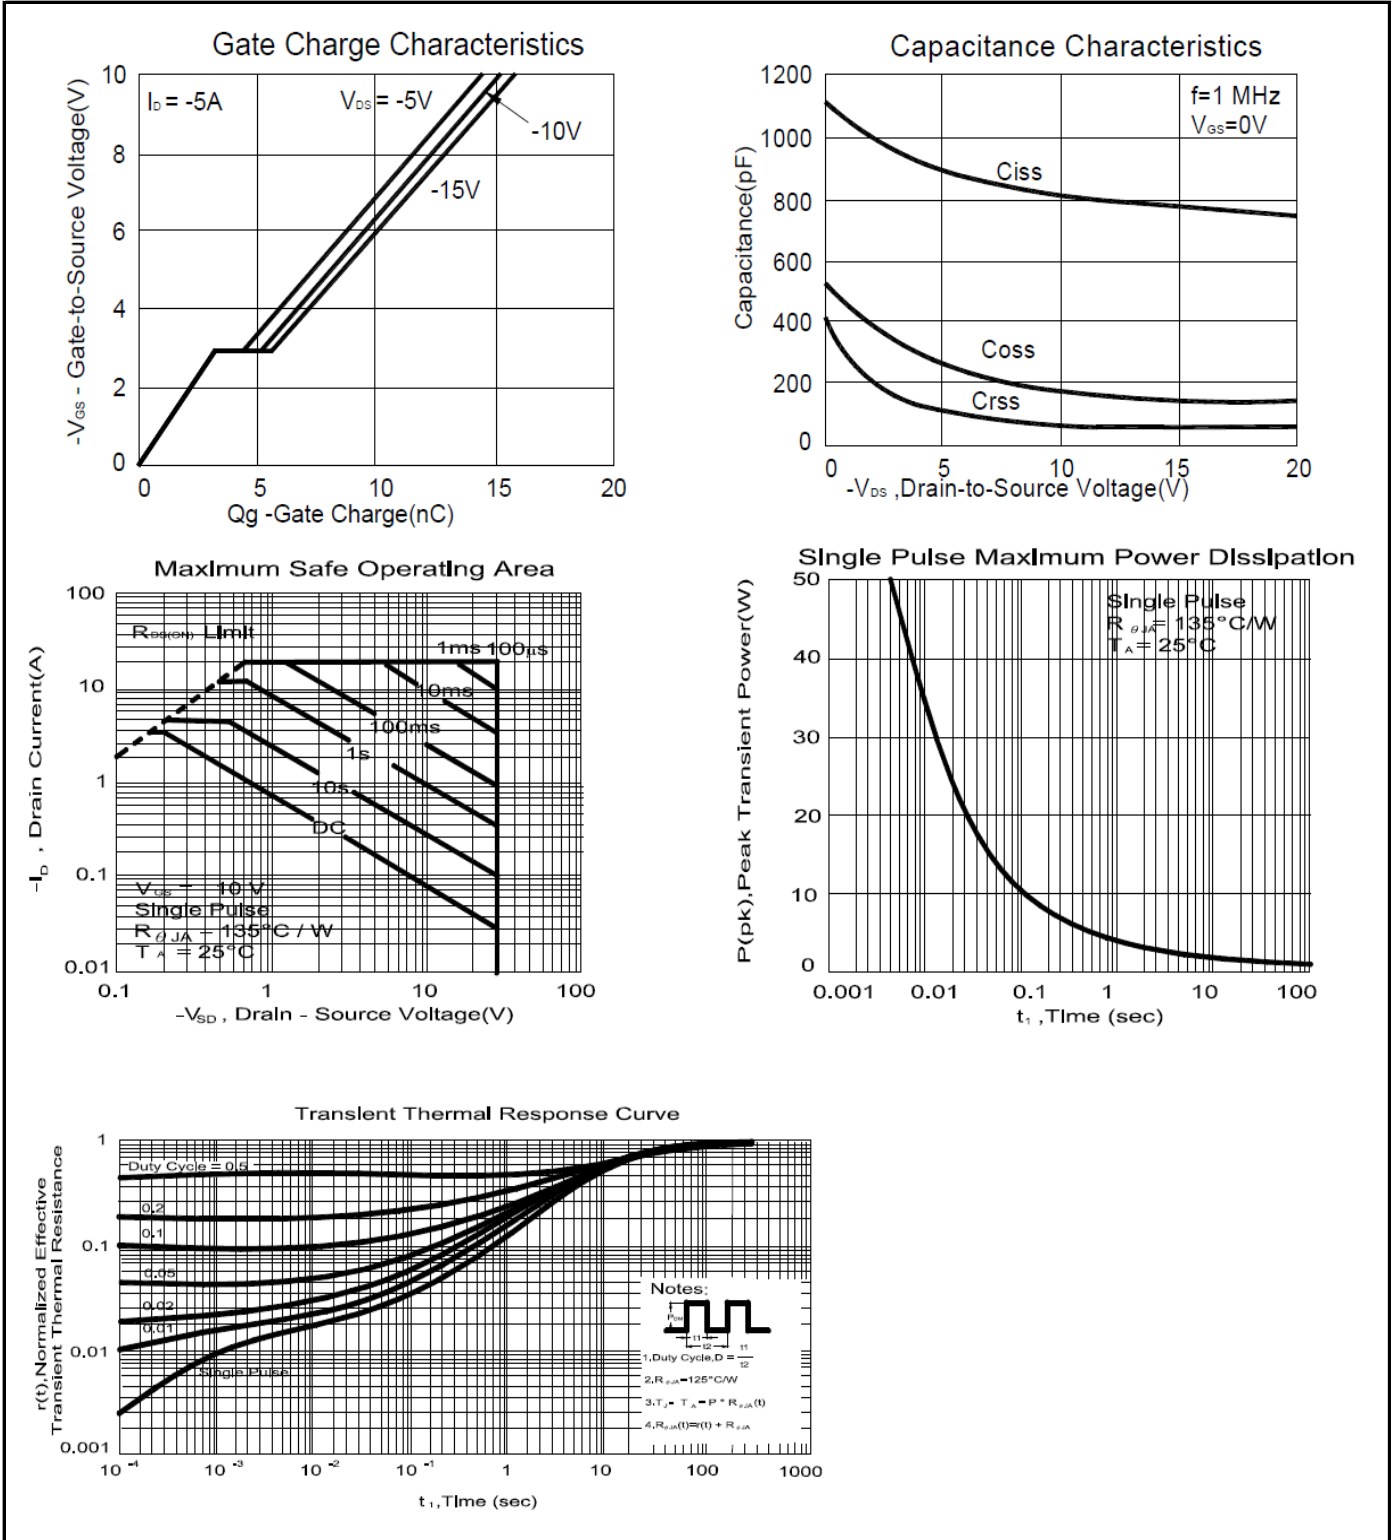 Gate Charge Characteristics
-VGS - Gate-to-Source Voltage(V)
10
8
6
4
2
0
ID = -5A
VDS = -5V
-10V
-15V
0 5 10 15 20
Qg -Gate Charge(nC)
Capacitance Characteristics
Capacitance(pF)
1200
1000
800
600
400
200
0
f=1 MHz
VGS=0V
Ciss
Coss
Crss
0 5 10 15 20
-VDS ,Drain-to-Source Voltage(V)
Maximum Safe Operating Area
-ID , Drain Current(A)
100
10
1
0.1
0.01
RDS(ON) Limit
1ms 100μs
10ms
100ms
1s
10s
DC
VGS = 10 V
Single Pulse
RθJA = 135°C / W
TA = 25°C
0.1 1 10 100
-VSD , Drain - Source Voltage(V)
Single Pulse Maximum Power Dissipation
P(pk),Peak Transient Power(W)
50
40
30
20
10
0
Single Pulse
RθJA = 135°C/W
TA = 25°C
0.001 0.01 0.1 1 10 100
t1 ,Time (sec)
Transient Thermal Response Curve
r(t),Normalized Effective
Transient Thermal Resistance
1
0.1
0.01
0.001
Duty Cycle = 0.5
0.2
0.1
0.05
0.02
0.01
Single Pulse
Notes:
PDM
t1
t2
1,Duty Cycle,D = t1
t2
2,RθJA=125°C/W
3,TJ- TA = P * RθJA(t)
4,RθJA(t)=r(t) + RθJA
10-4 10-3 10-2 10-1 1 10 100 1000
t1,Time (sec)